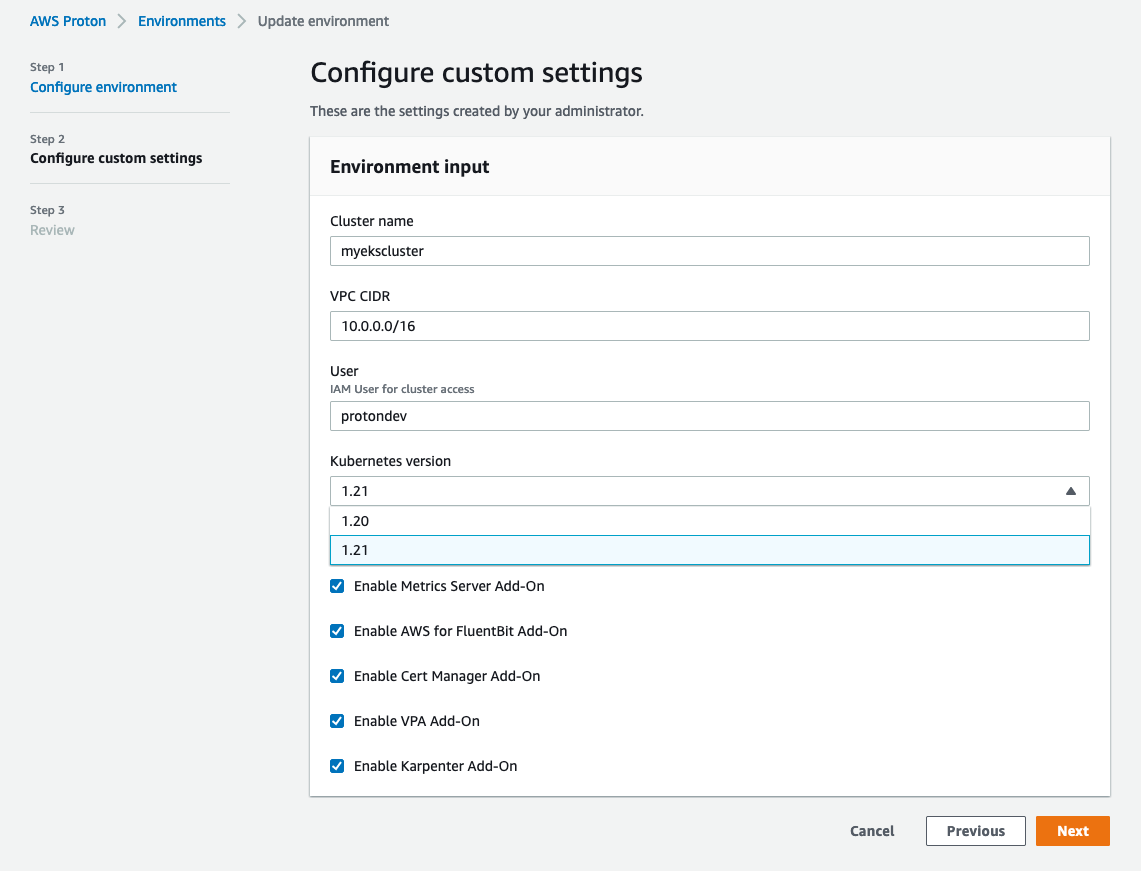 AWS Proton > Environments > Update environment
Step 1
Configure environment
Step 2
Configure custom settings
Step 3
Review
Configure custom settings
These are the settings created by your administrator.
Environment input
Cluster name
myekscluster
VPC CIDR
10.0.0.0/16
User
IAM User for cluster access
protondev
Kubernetes version
1.21
1.20
1.21
Enable Metrics Server Add-On
Enable AWS for FluentBit Add-On
Enable Cert Manager Add-On
Enable VPA Add-On
Enable Karpenter Add-On
Cancel Previous Next